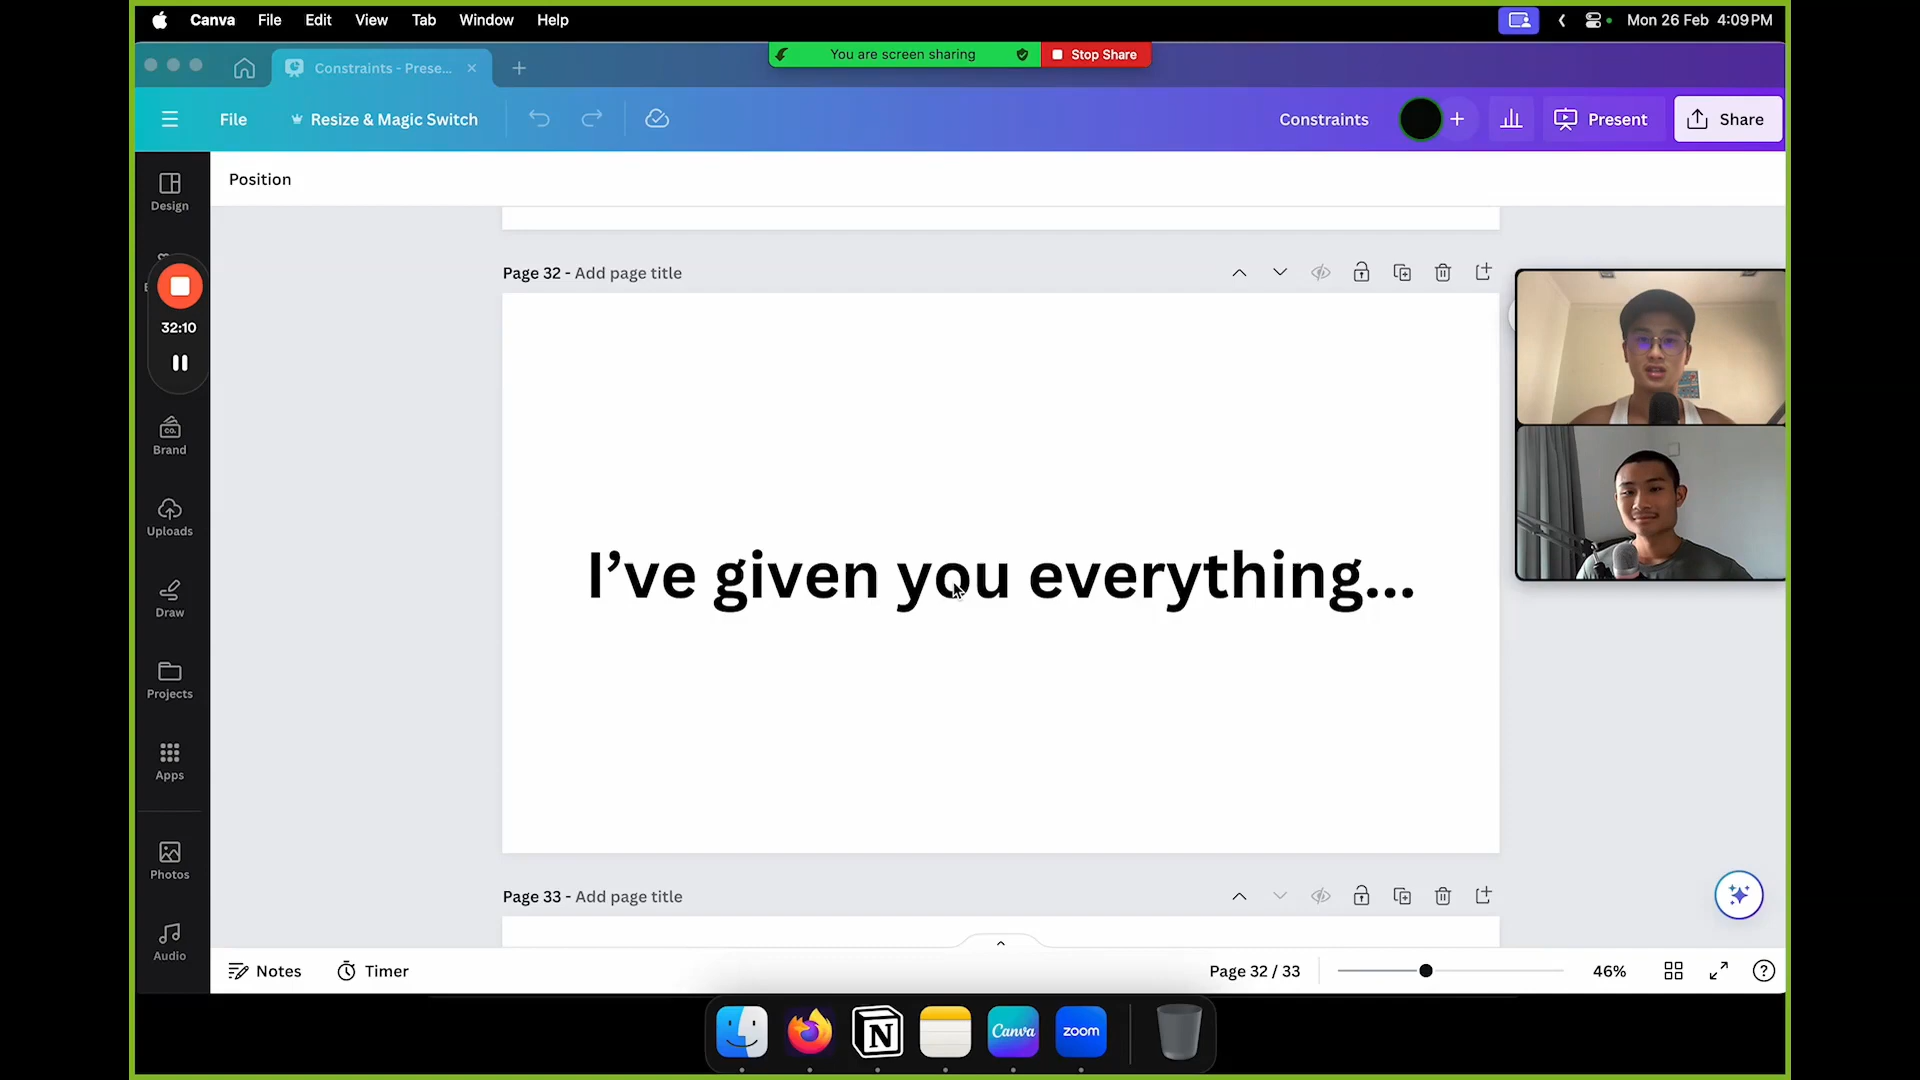 Canva File Edit View Tab Window Help Mon 26 Feb 4:09 PM
Constraints - Prese... You are screen sharing Stop Share
File Resize & Magic Switch Constraints Present Share
Position
Design
Page 32 - Add page title
32:10
Brand
Uploads
I’ve given you everything...
Draw
Projects
Apps
Photos
Page 33 - Add page title
Audio
Notes Timer Page 32 / 33 46%
Canva zoom